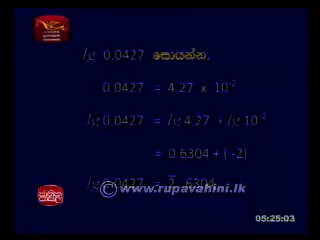 lg 0.0427 සොයන්න.
0.0427 = 4.27 x 10⁻²
lg 0.0427 = lg 4.27 + lg 10⁻²
= 0.6304 + (-2)
lg 0.0427 = 2̅.6304
©www.rupavahini.lk
05:25:03